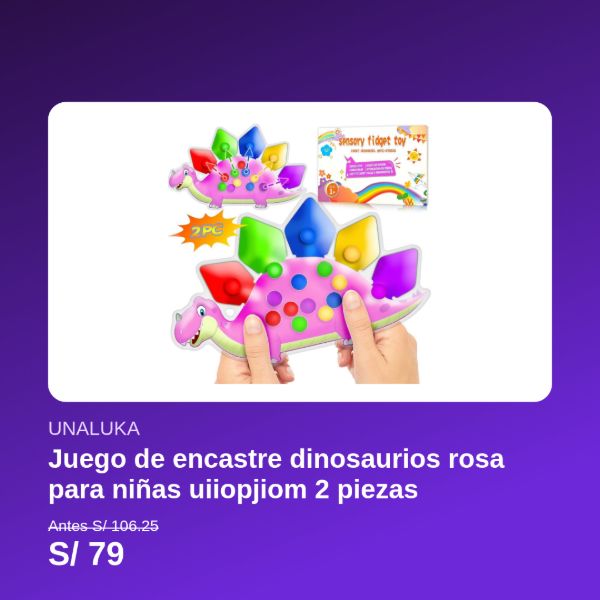 sensory fidget toy
2PC
UNALUKA
Juego de encastre dinosaurios rosa
para niñas uiiopjiom 2 piezas
Antes S/ 106.25
S/ 79